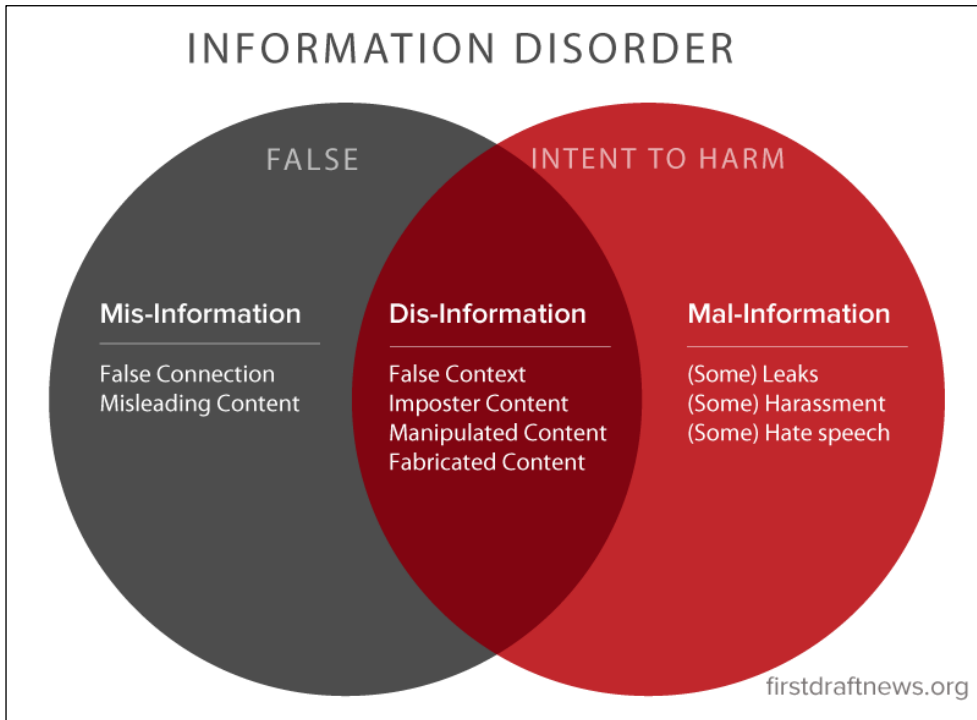 INFORMATION DISORDER
FALSE
INTENT TO HARM
Mis-Information
False Connection
Misleading Content
Dis-Information
False Context
Imposter Content
Manipulated Content
Fabricated Content
Mal-Information
(Some) Leaks
(Some) Harassment
(Some) Hate speech
firstdraftnews.org